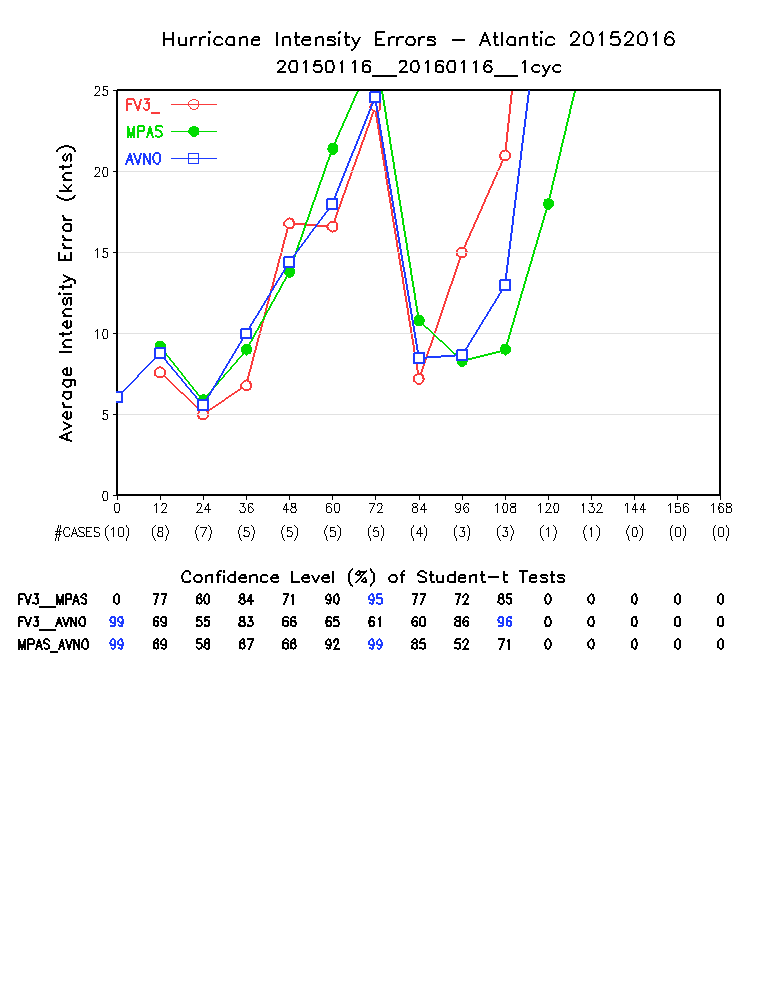 Hurricane Intensity Errors - Atlantic 20152016
20150116__20160116__1cyc
FV3_
MPAS
AVNO
Average Intensity Error (knts)
25
20
15
10
5
0
0 12 24 36 48 60 72 84 96 108 120 132 144 156 168
#CASES (10) (8) (7) (5) (5) (5) (5) (4) (3) (3) (1) (1) (0) (0) (0)
Confidence Level (%) of Student-t Tests
FV3__MPAS 0 77 60 84 71 90 95 77 72 85 0 0 0 0 0
FV3__AVNO 99 69 55 83 66 65 61 60 86 96 0 0 0 0 0
MPAS_AVNO 99 69 58 67 68 92 99 85 52 71 0 0 0 0 0